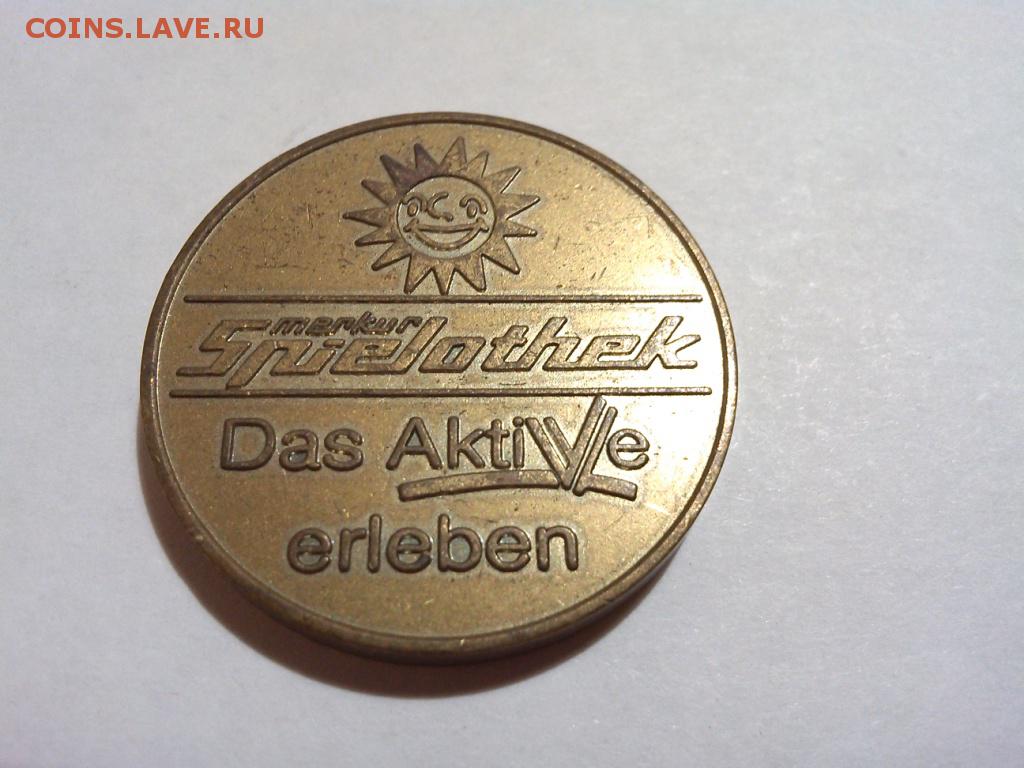 COINS.LAVE.RU
merkur
Spielothek
Das Aktive
erleben